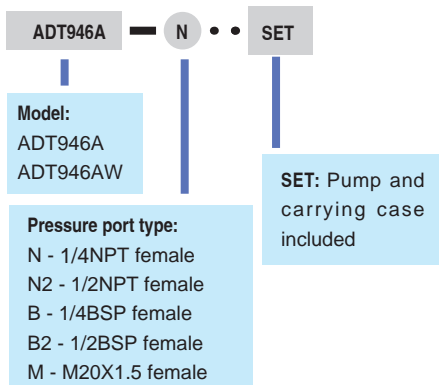 ADT946A — N • • SET
Model:
ADT946A
ADT946AW
SET: Pump and
carrying case
included
Pressure port type:
N - 1/4NPT female
N2 - 1/2NPT female
B - 1/4BSP female
B2 - 1/2BSP female
M - M20X1.5 female